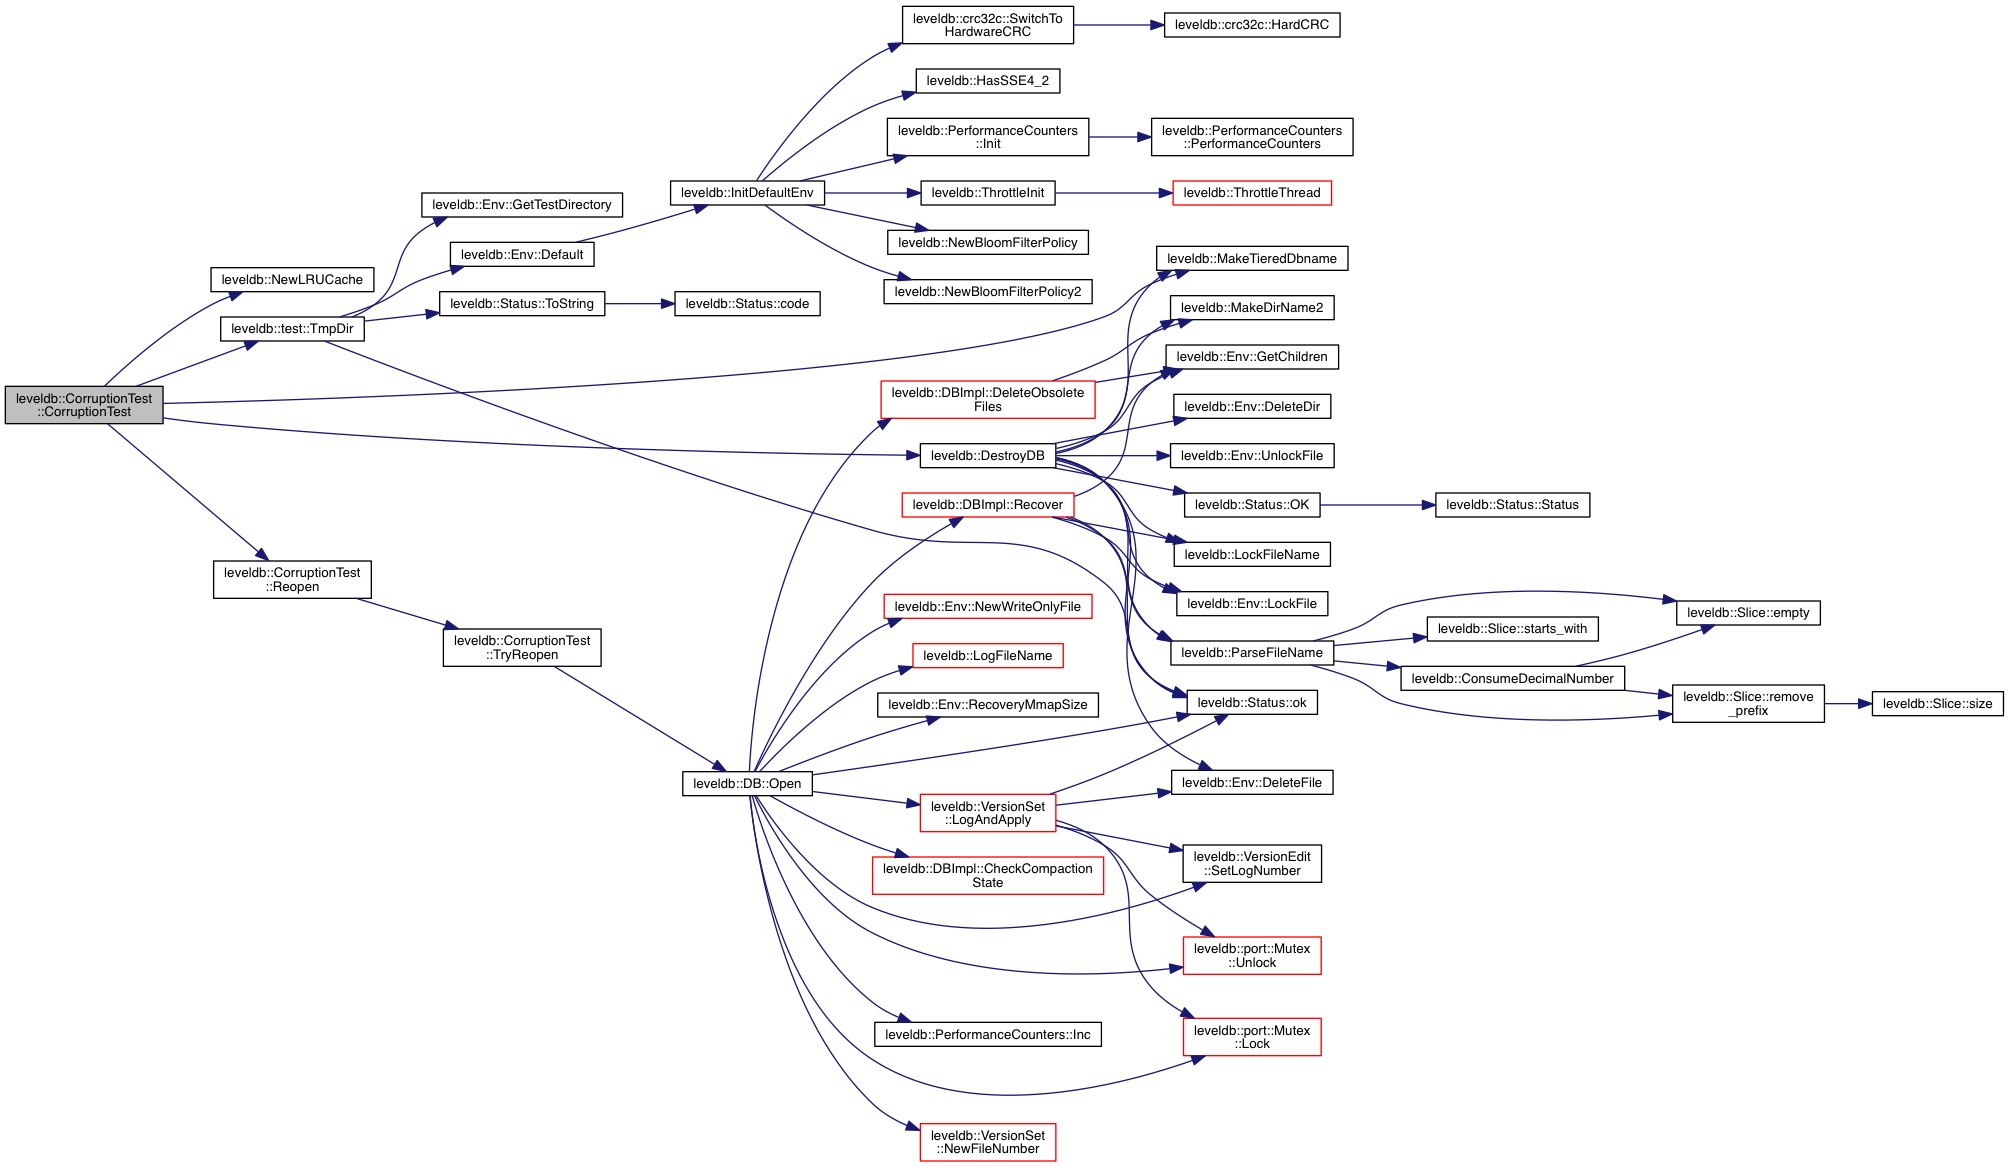 leveldb::crc32c::SwitchTo
HardwareCRC
leveldb::crc32c::HardCRC
leveldb::HasSSE4_2
leveldb::PerformanceCounters
::Init
leveldb::PerformanceCounters
::PerformanceCounters
leveldb::InitDefaultEnv
leveldb::ThrottleInit
leveldb::ThrottleThread
leveldb::Env::GetTestDirectory
leveldb::NewBloomFilterPolicy
leveldb::Env::Default
leveldb::MakeTieredDbname
leveldb::NewLRUCache
leveldb::NewBloomFilterPolicy2
leveldb::Status::ToString
leveldb::Status::code
leveldb::MakeDirName2
leveldb::test::TmpDir
leveldb::Env::GetChildren
leveldb::CorruptionTest
::CorruptionTest
leveldb::DBImpl::DeleteObsolete
Files
leveldb::Env::DeleteDir
leveldb::DestroyDB
leveldb::Env::UnlockFile
leveldb::DBImpl::Recover
leveldb::Status::OK
leveldb::Status::Status
leveldb::LockFileName
leveldb::CorruptionTest
::Reopen
leveldb::Env::NewWriteOnlyFile
leveldb::Env::LockFile
leveldb::Slice::empty
leveldb::Slice::starts_with
leveldb::CorruptionTest
::TryReopen
leveldb::LogFileName
leveldb::ParseFileName
leveldb::ConsumeDecimalNumber
leveldb::Env::RecoveryMmapSize
leveldb::Status::ok
leveldb::Slice::remove
_prefix
leveldb::Slice::size
leveldb::DB::Open
leveldb::Env::DeleteFile
leveldb::VersionSet
::LogAndApply
leveldb::DBImpl::CheckCompaction
State
leveldb::VersionEdit
::SetLogNumber
leveldb::port::Mutex
::Unlock
leveldb::PerformanceCounters::Inc
leveldb::port::Mutex
::Lock
leveldb::VersionSet
::NewFileNumber